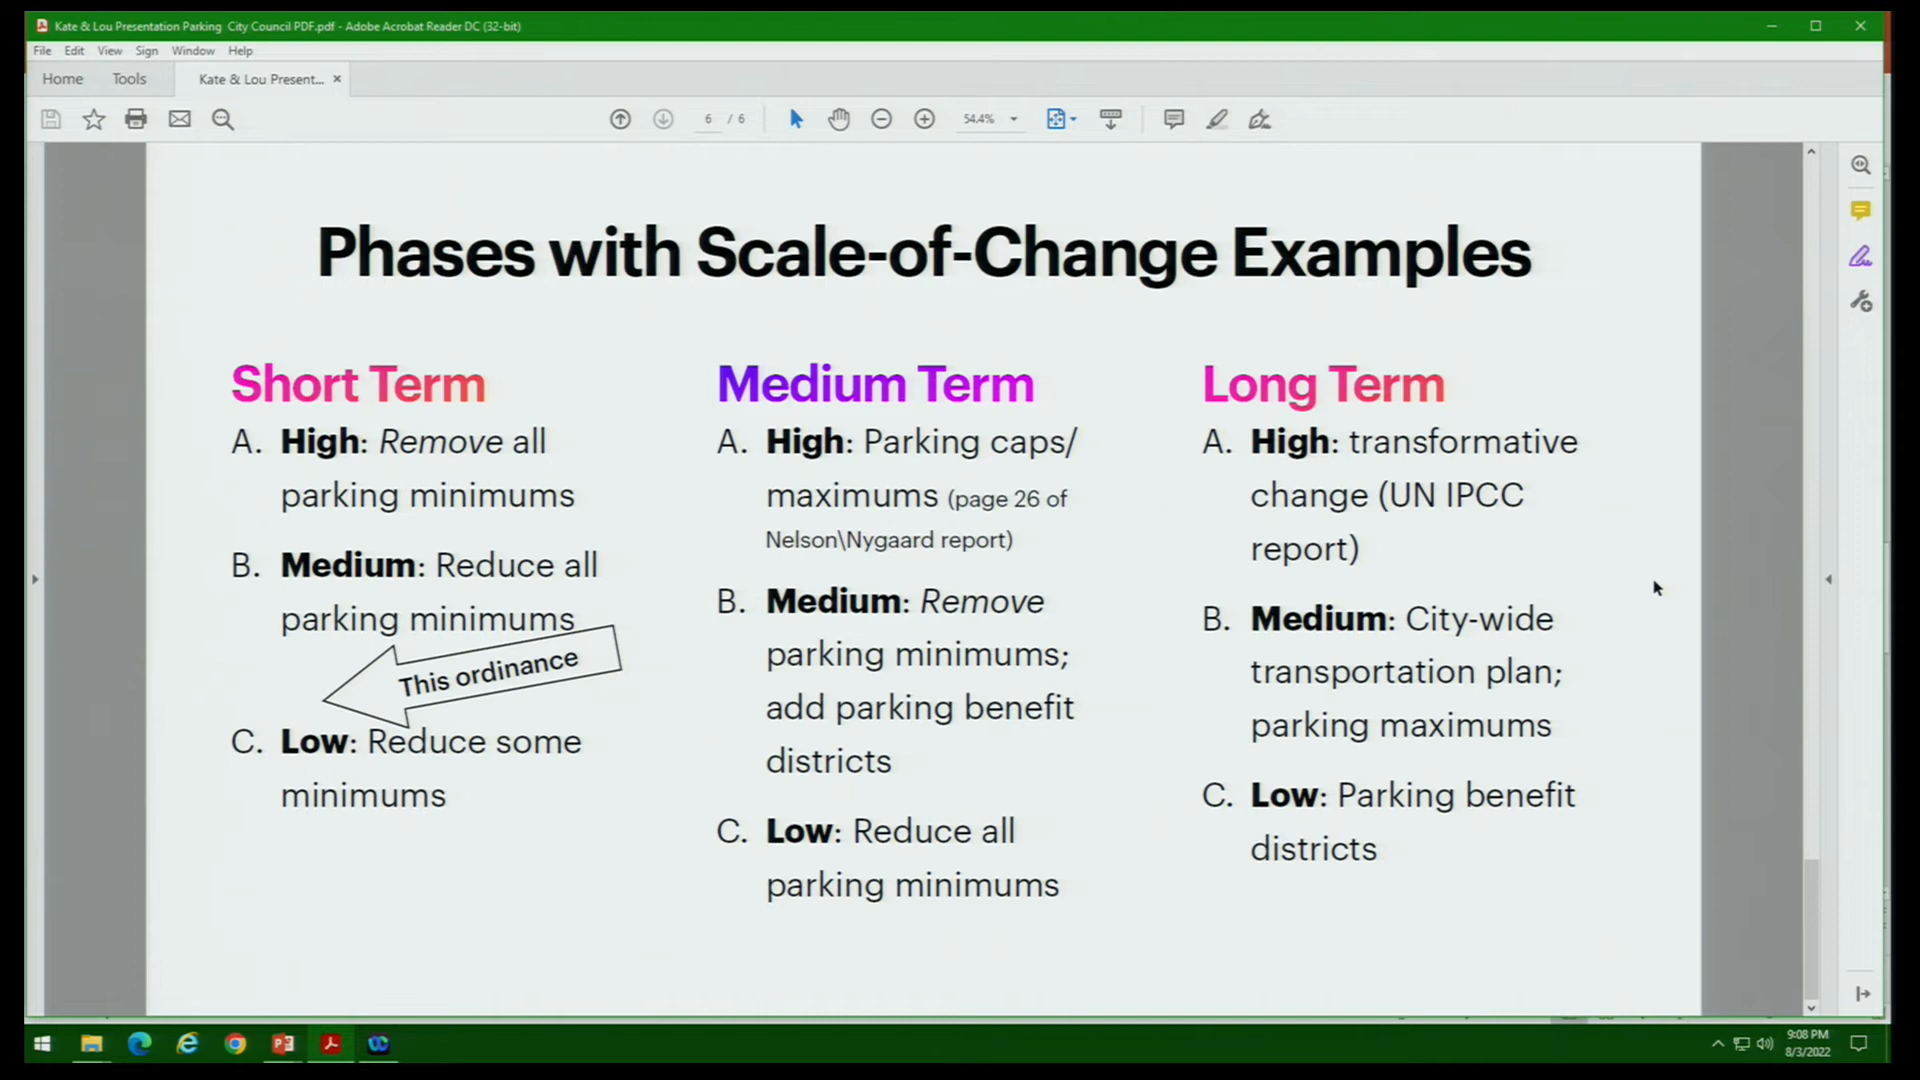 Kate & Lou Presentation Parking City Council PDF.pdf - Adobe Acrobat Reader DC (32-bit)
File Edit View Sign Window Help
Home Tools Kate & Lou Present... ×
6 / 6 54.4%
Phases with Scale-of-Change Examples
Short Term
A. High: Remove all
parking minimums
B. Medium: Reduce all
parking minimums
This ordinance
C. Low: Reduce some
minimums
Medium Term
A. High: Parking caps/
maximums (page 26 of
Nelson\Nygaard report)
B. Medium: Remove
parking minimums;
add parking benefit
districts
C. Low: Reduce all
parking minimums
Long Term
A. High: transformative
change (UN IPCC
report)
B. Medium: City-wide
transportation plan;
parking maximums
C. Low: Parking benefit
districts
9:08 PM
8/3/2022